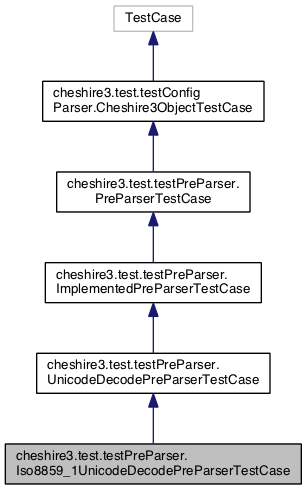 TestCase
cheshire3.test.testConfig
Parser.Cheshire3ObjectTestCase
cheshire3.test.testPreParser.
PreParserTestCase
cheshire3.test.testPreParser.
ImplementedPreParserTestCase
cheshire3.test.testPreParser.
UnicodeDecodePreParserTestCase
cheshire3.test.testPreParser.
Iso8859_1UnicodeDecodePreParserTestCase